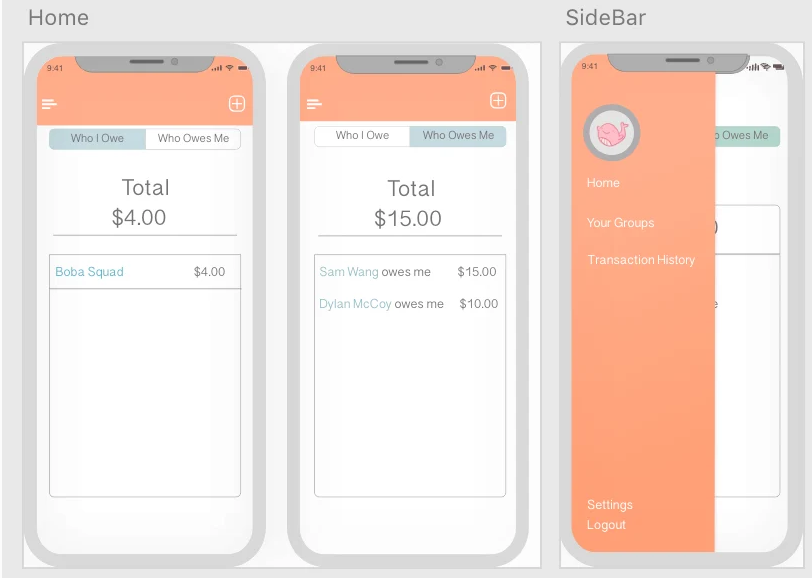 Home
9:41
Who I Owe Who Owes Me
Total
$4.00
Boba Squad $4.00
9:41
Who I Owe Who Owes Me
Total
$15.00
Sam Wang owes me $15.00
Dylan McCoy owes me $10.00
SideBar
9:41
Owes Me
Home
Your Groups
Transaction History
Settings
Logout